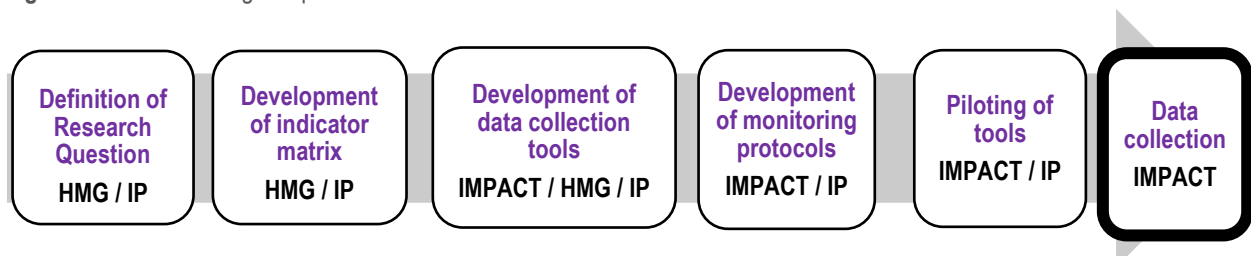 Definition of
Research
Question
HMG / IP
Development
of indicator
matrix
HMG / IP
Development of
data collection
tools
IMPACT / HMG / IP
Development
of monitoring
protocols
IMPACT / IP
Piloting of
tools
IMPACT / IP
Data
collection
IMPACT